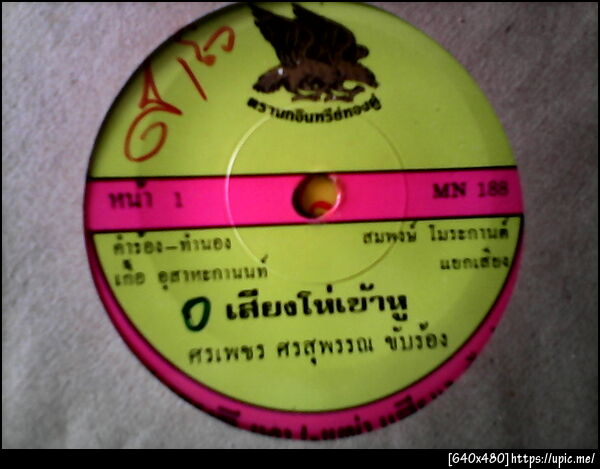 ตรานกอินทรีย์ทองคู่
หน้า 1 MN 188
คำร้อง-ทำนอง
เกื้อ อุสาหะกานนท์
สมพงษ์ โมระกานต์
แยกเสียง
เสียงโห่เข้าหู
ศรเพชร ศรสุพรรณ ขับร้อง
[640x480]https://upic.me/